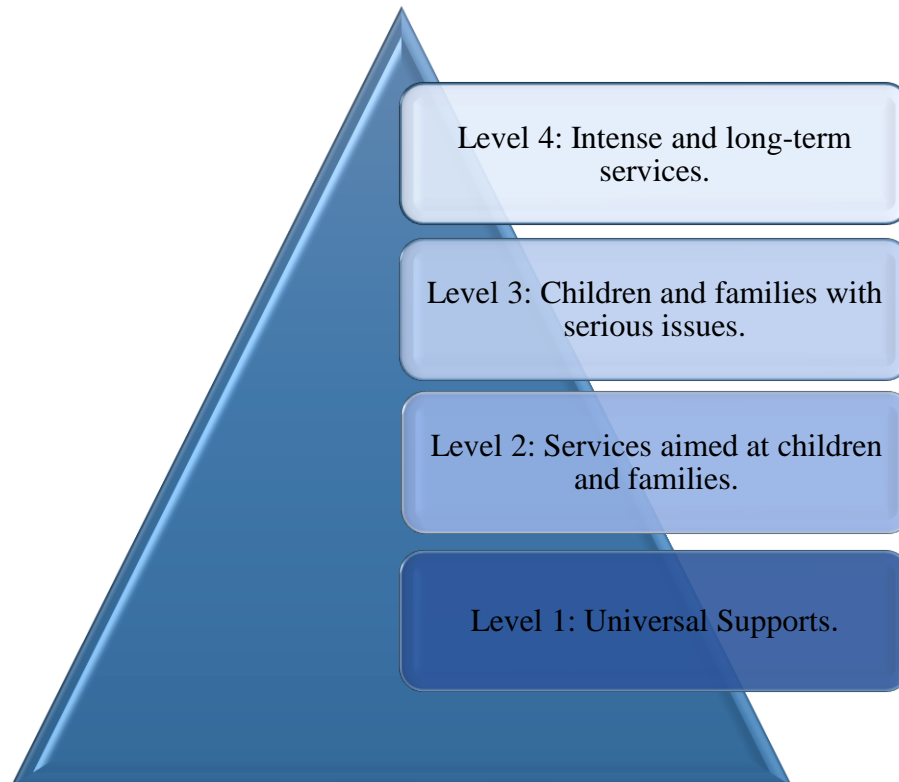 Level 4: Intense and long-term
services.
Level 3: Children and families with
serious issues.
Level 2: Services aimed at children
and families.
Level 1: Universal Supports.